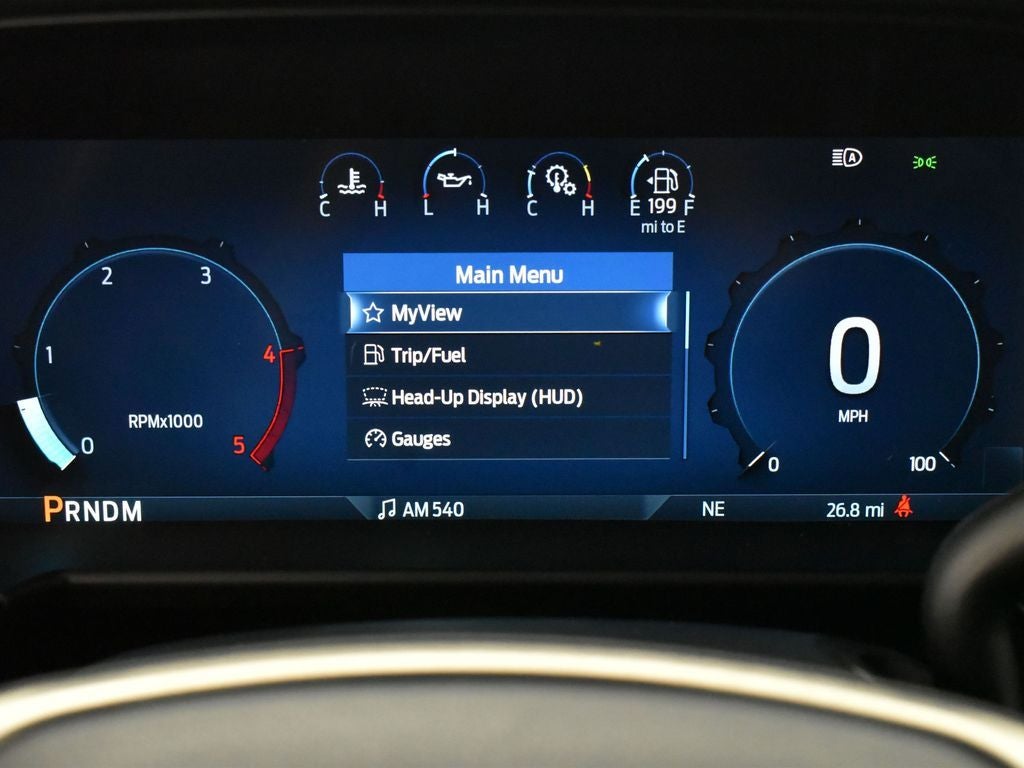 A
C H
L H
C H
E 199 F
mi to E
Main Menu
MyView
Trip/Fuel
Head-Up Display (HUD)
Gauges
2 3
1 4
RPMx1000
0 5
0
MPH
0 100
PRNDM
AM 540
NE
26.8 mi